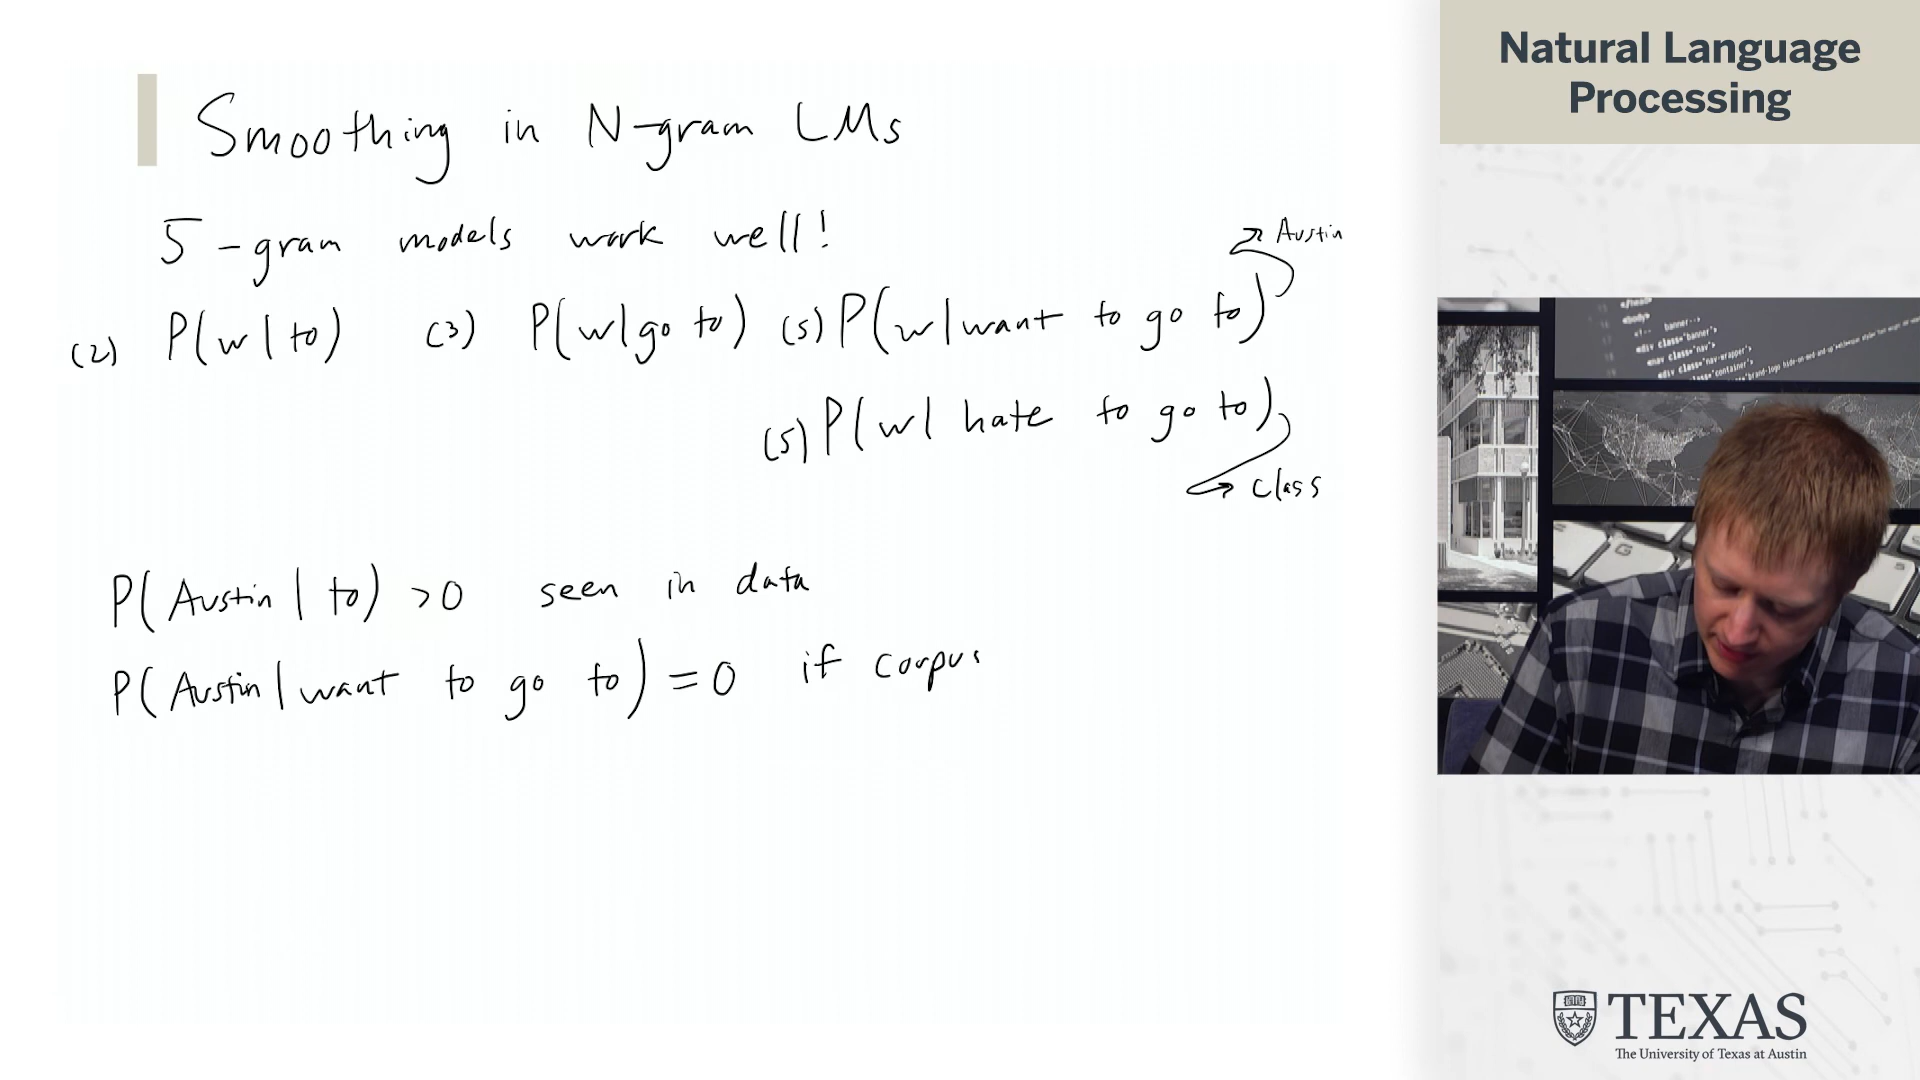 Smoothing in N-gram LMs
5-gram models work well!
(2) P(w | to) (3) P(w|go to) (5) P(w|want to go to) Austin
(5) P(w| hate to go to) class
P(Austin | to) >0 seen in data
P(Austin | want to go to) = 0 if corpus
Natural Language
Processing
TEXAS
The University of Texas at Austin